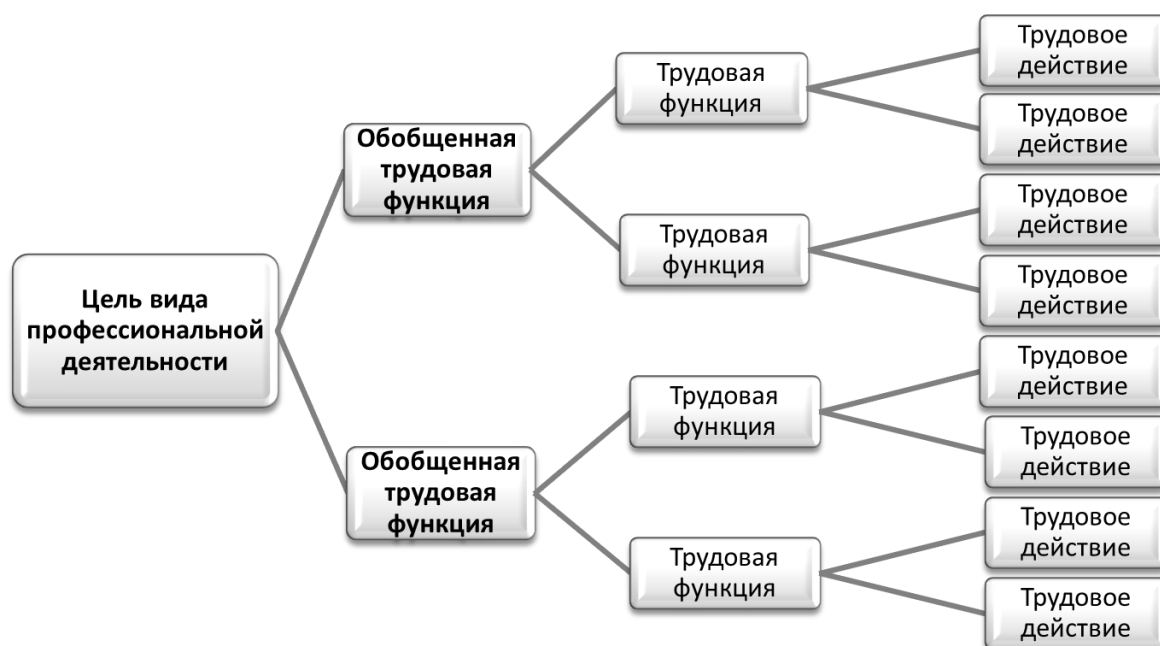 Цель вида
профессиональной
деятельности
Обобщенная
трудовая
функция
Обобщенная
трудовая
функция
Трудовая
функция
Трудовая
функция
Трудовая
функция
Трудовая
функция
Трудовое
действие
Трудовое
действие
Трудовое
действие
Трудовое
действие
Трудовое
действие
Трудовое
действие
Трудовое
действие
Трудовое
действие